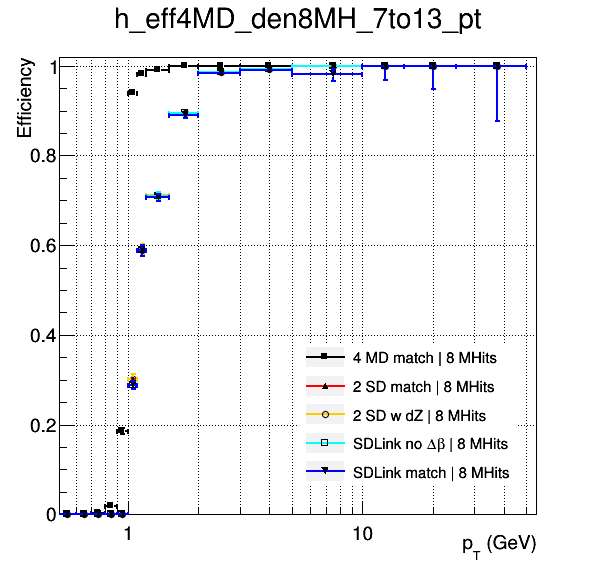 h_eff4MD_den8MH_7to13_pt
Efficiency
1
0.8
0.6
0.4
0.2
0
4 MD match | 8 MHits
2 SD match | 8 MHits
2 SD w dZ | 8 MHits
SDLink no Δβ | 8 MHits
SDLink match | 8 MHits
1
10
p_T (GeV)